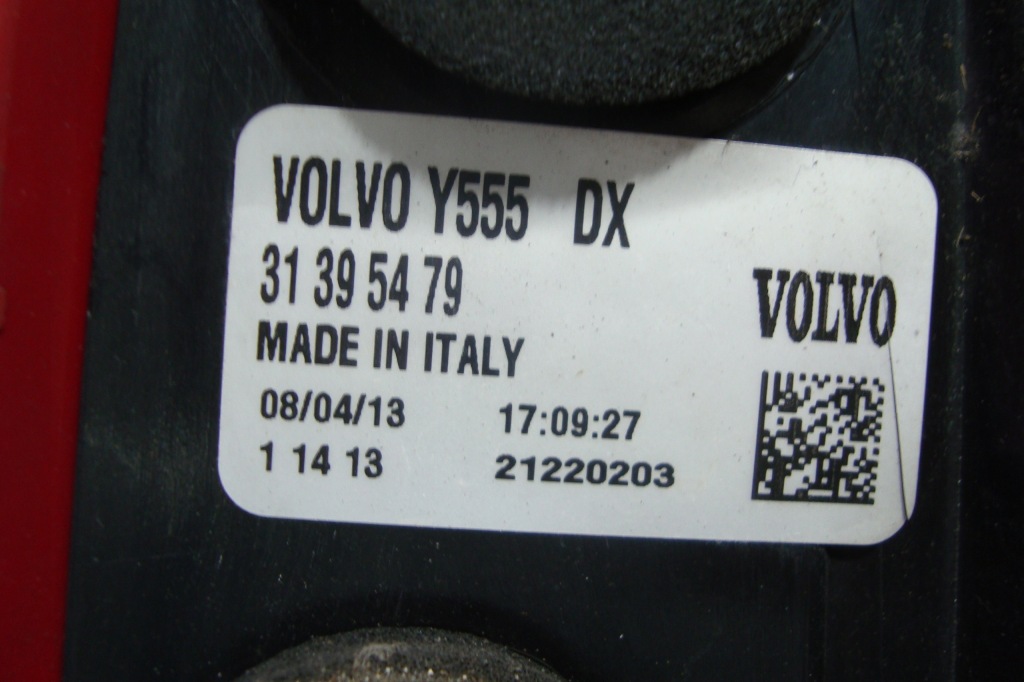 VOLVO Y555 DX
31 39 54 79
MADE IN ITALY
VOLVO
08/04/13 17:09:27
1 14 13 21220203